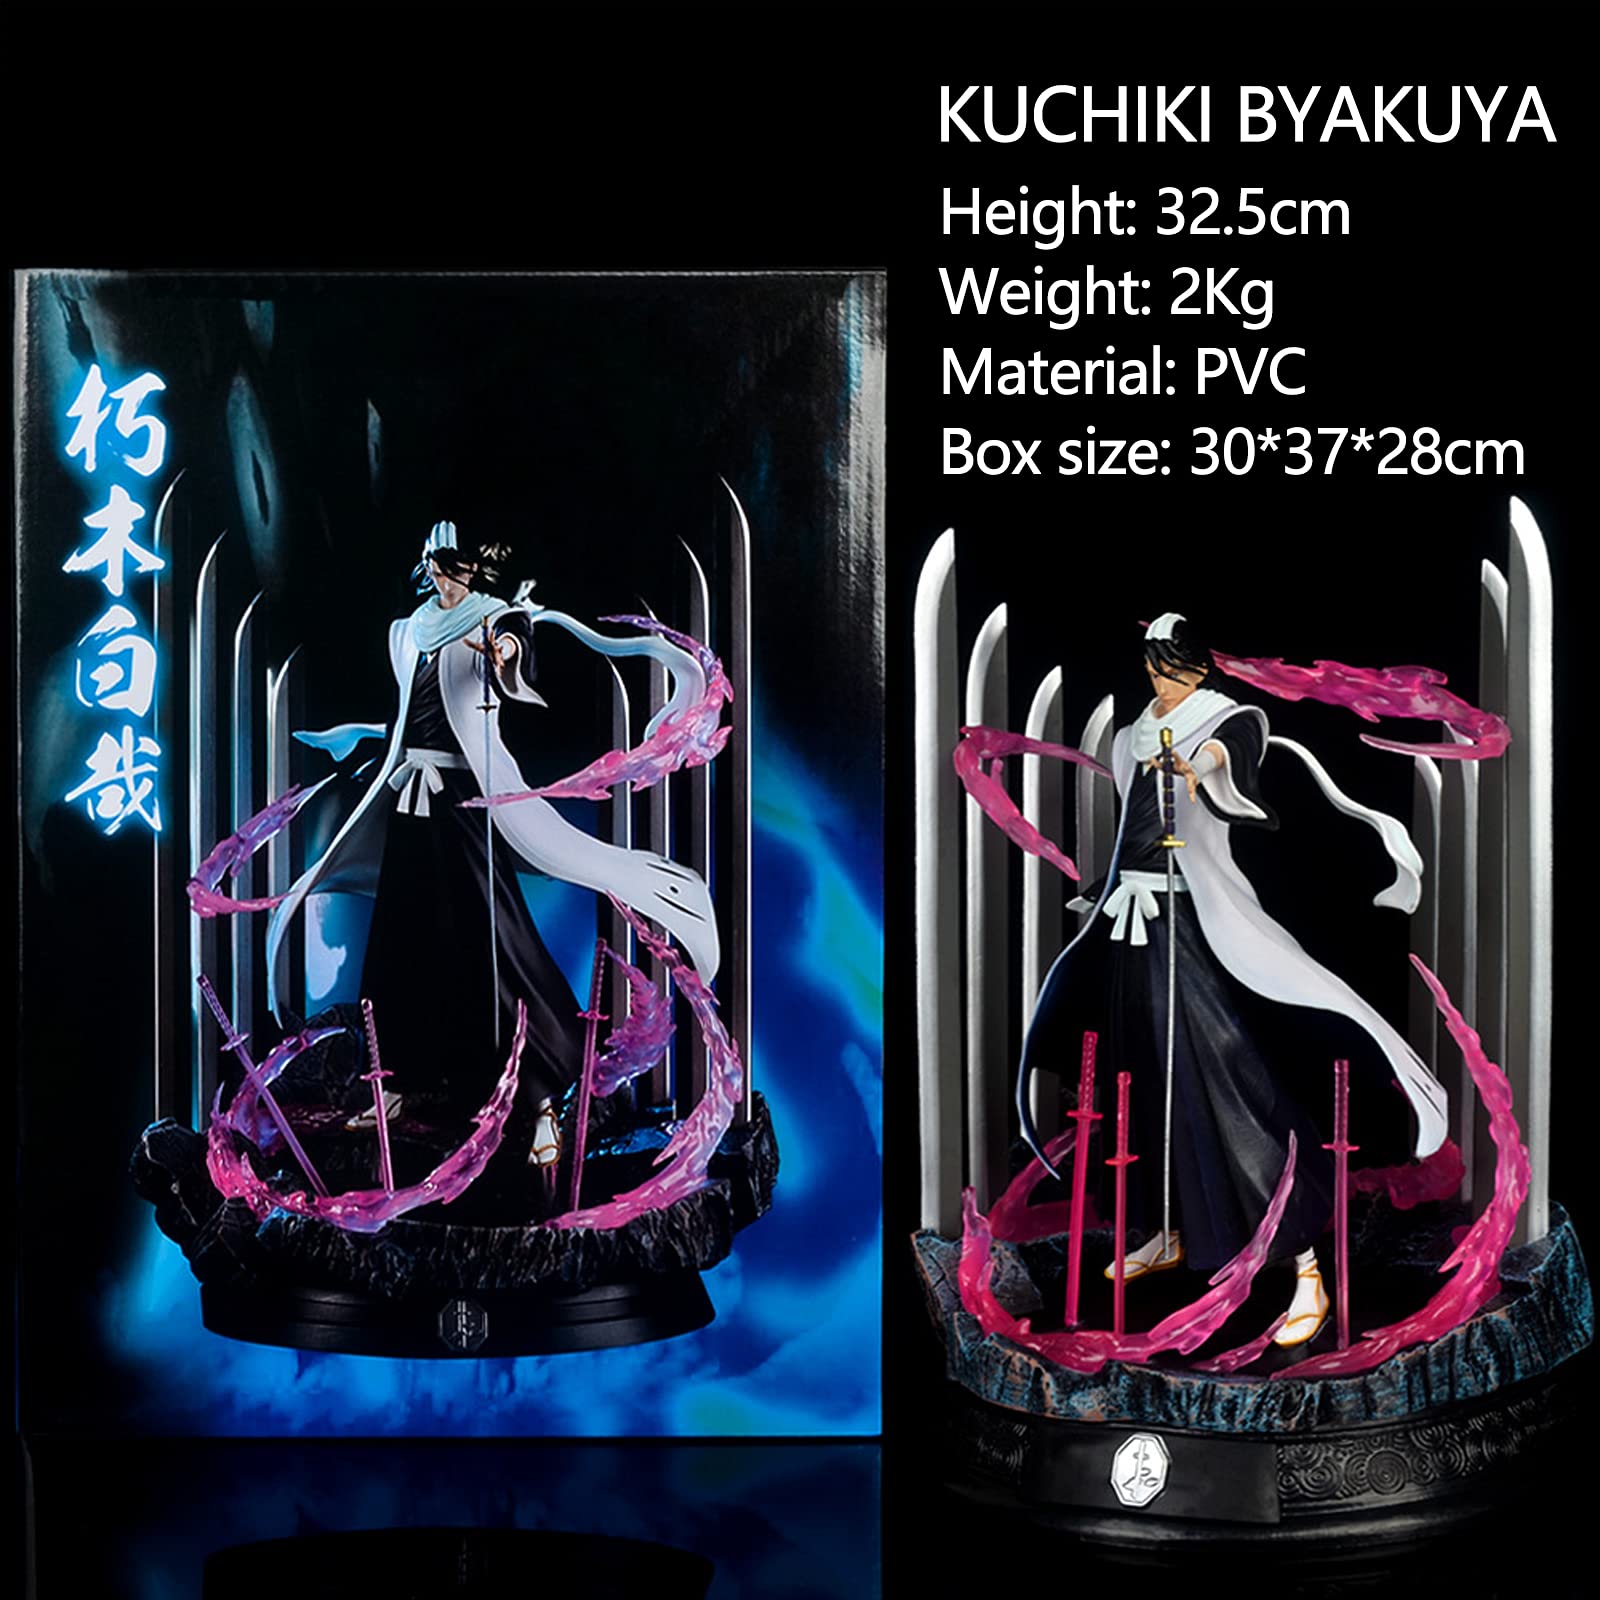 KUCHIKI BYAKUYA
Height: 32.5cm
Weight: 2Kg
Material: PVC
Box size: 30*37*28cm
朽木白哉